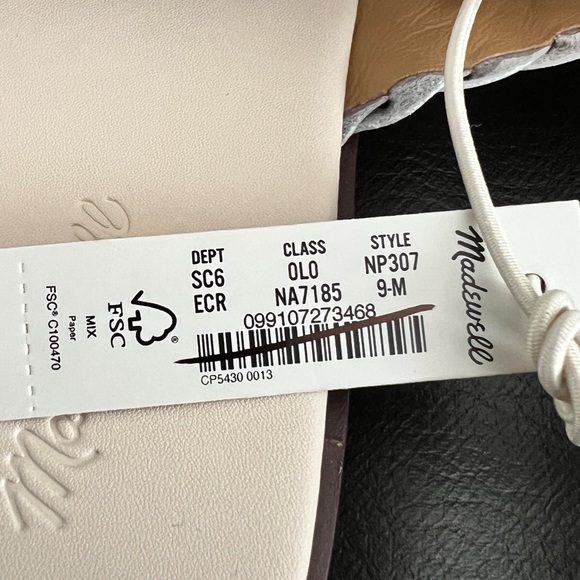 DEPT CLASS STYLE
SC6 OLO NP307
ECR NA7185 9-M
099107273468
CP5430 0013
Madewell
FSC
MIX
Paper
FSC® C100470